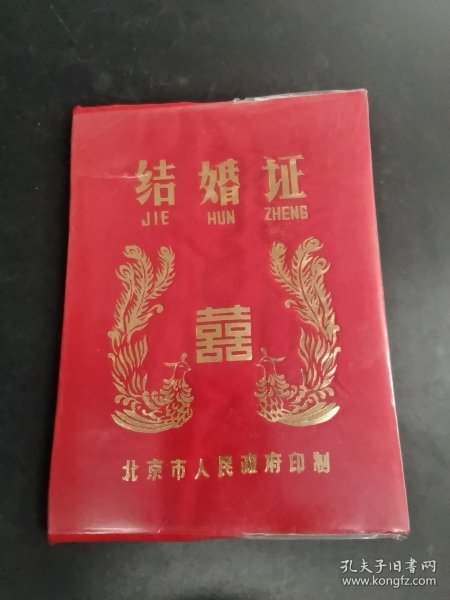 结婚证
JIE HUN ZHENG
囍
北京市人民政府印制
孔夫子旧书网
www.kongfz.com